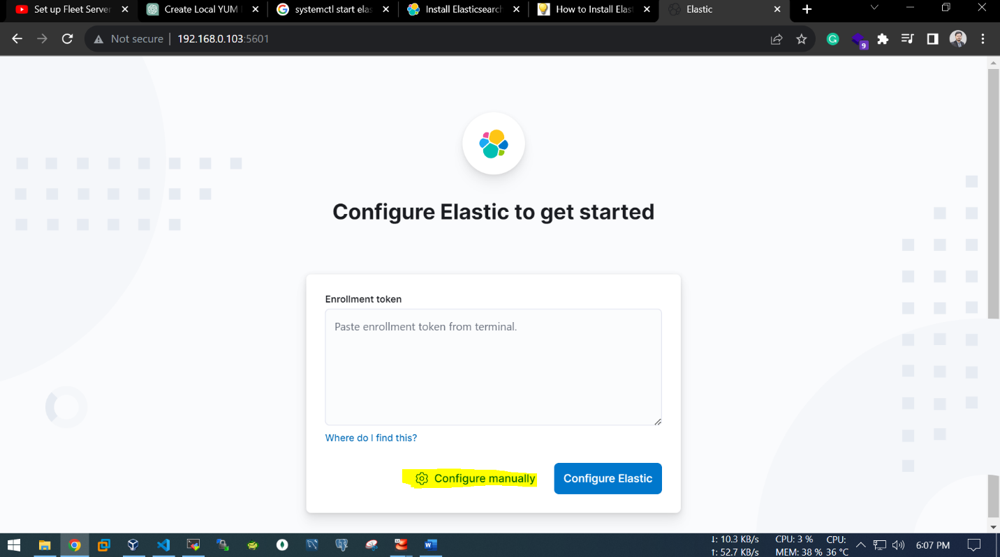 Set up Fleet Server
Create Local YUM
systemctl start elas
Install Elasticsearch
How to Install Elast
Elastic
Not secure
192.168.0.103:5601
G
9
Configure Elastic to get started
Enrollment token
Paste enrollment token from terminal.
Where do I find this?
Configure manually
Configure Elastic
↓: 10.3 KB/s
CPU: 3 %
CPU:
↑: 52.7 KB/s
MEM: 38 %
36 °C
6:07 PM